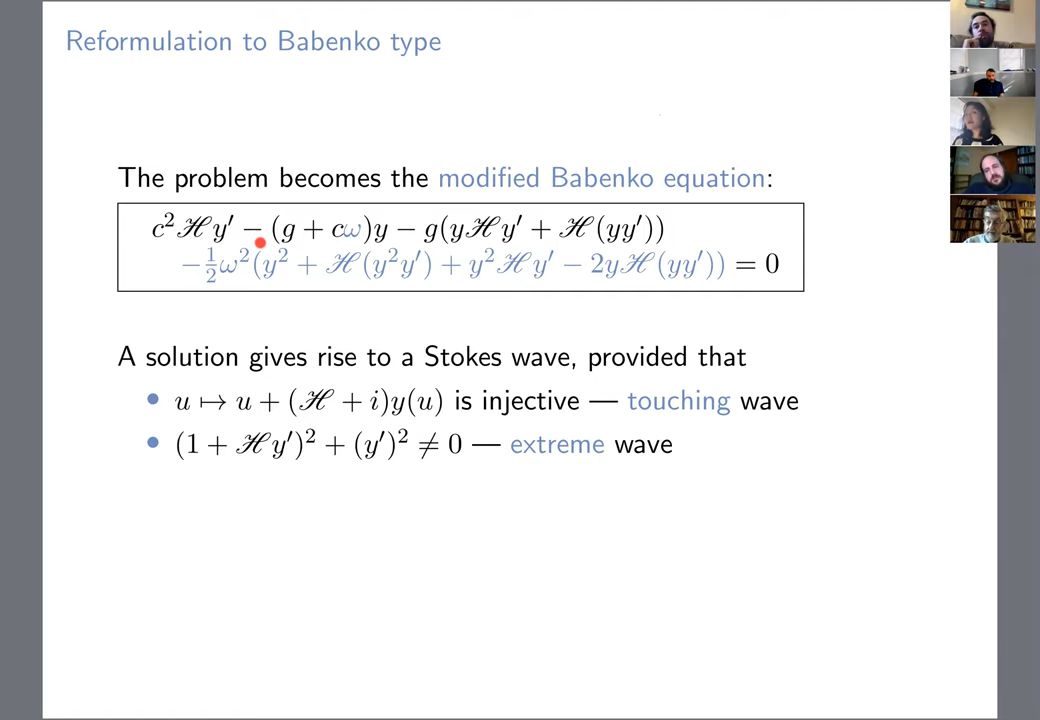 Reformulation to Babenko type
The problem becomes the modified Babenko equation:
c²ℋy′ − (g + cω)y − g(yℋy′ + ℋ(yy′))
−½ω²(y² + ℋ(y²y′) + y²ℋy′ − 2yℋ(yy′)) = 0
A solution gives rise to a Stokes wave, provided that
• u ↦ u + (ℋ + i)y(u) is injective — touching wave
• (1 + ℋy′)² + (y′)² ≠ 0 — extreme wave